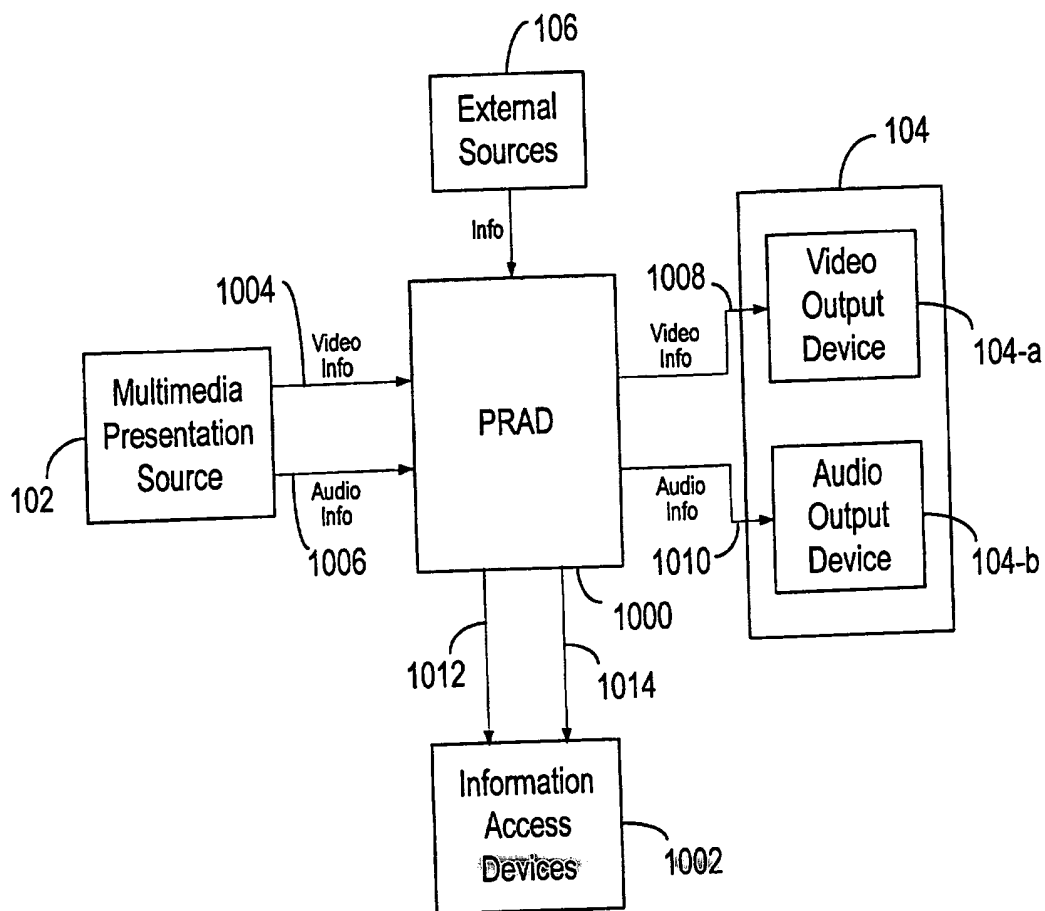 106
External
Sources
104
Info
1004
Video
Info
1008
Video
Info
Video
Output
Device
104-a
Multimedia
Presentation
Source
102
PRAD
Audio
Info
1006
Audio
Info
1010
Audio
Output
Device
104-b
1000
1012
1014
Information
Access
Devices
1002